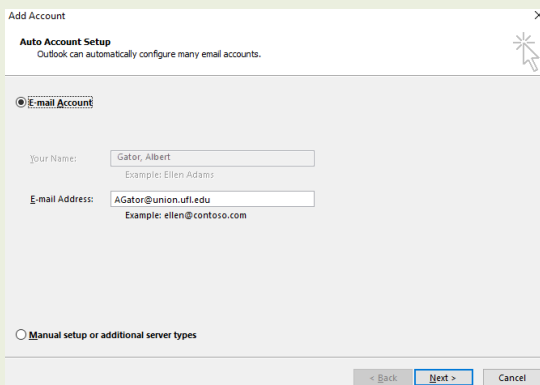 Add Account
Auto Account Setup
Outlook can automatically configure many email accounts.
E-mail Account
Your Name:
Gator, Albert
Example: Ellen Adams
E-mail Address:
AGator@union.ufl.edu
Example: ellen@contoso.com
Manual setup or additional server types
< Back
Next >
Cancel